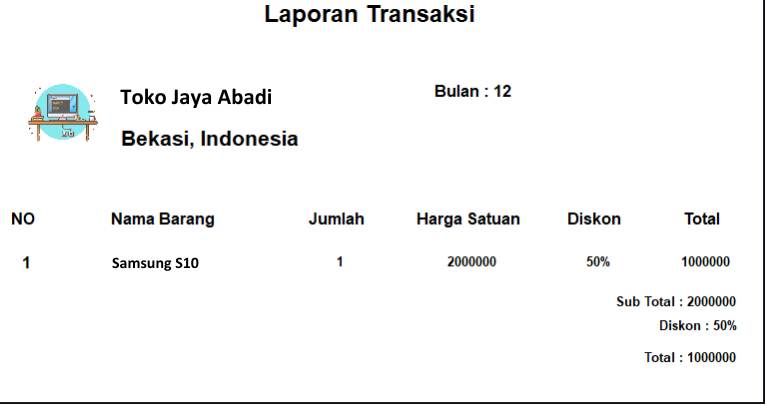 Laporan Transaksi
Toko Jaya Abadi
Bulan : 12
Bekasi, Indonesia
NO Nama Barang Jumlah Harga Satuan Diskon Total
1 Samsung S10 1 2000000 50% 1000000
Sub Total : 2000000
Diskon : 50%
Total : 1000000